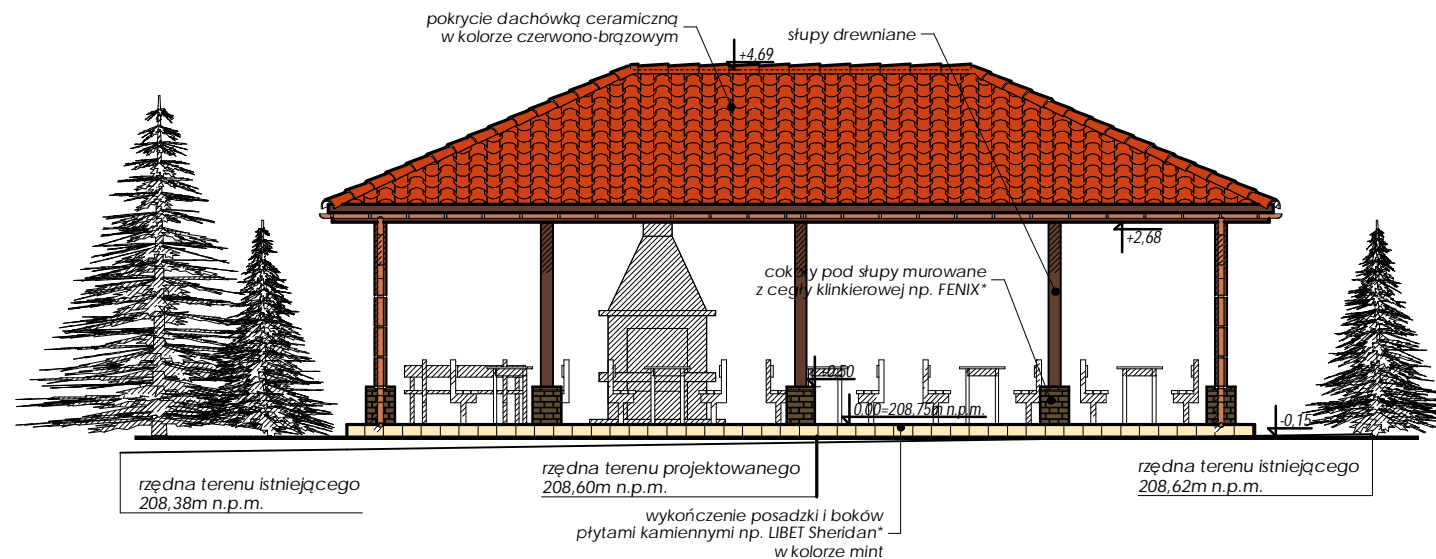 pokrycie dachówką ceramiczną
w kolorze czerwono-brązowym
słupy drewniane
+4,69
+2,68
cokoły pod słupy murowane
z cegły klinkierowej np. FENIX*
0.00=208.75m n.p.m.
-0,15
rzędna terenu istniejącego
208,38m n.p.m.
rzędna terenu projektowanego
208,60m n.p.m.
rzędna terenu istniejącego
208,62m n.p.m.
wykończenie posadzki i boków
płytami kamiennymi np. LIBET Sheridan*
w kolorze mint